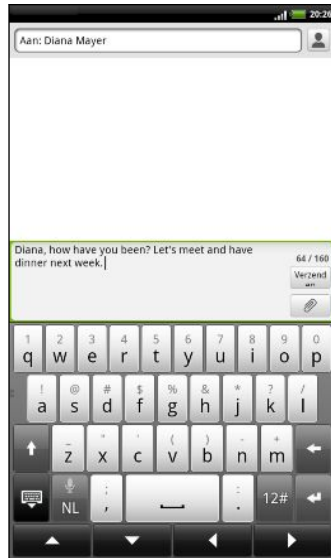 20:26
Aan: Diana Mayer
Diana, how have you been? Let's meet and have
dinner next week.
64 / 160
Verzend
en
1 2 3 4 5 6 7 8 9 0
q w e r t y u i o p
! @ # $ % & * ? /
a s d f g h j k l
_ " ' ( ) - +
z x c v b n m
NL ; , : . 12#